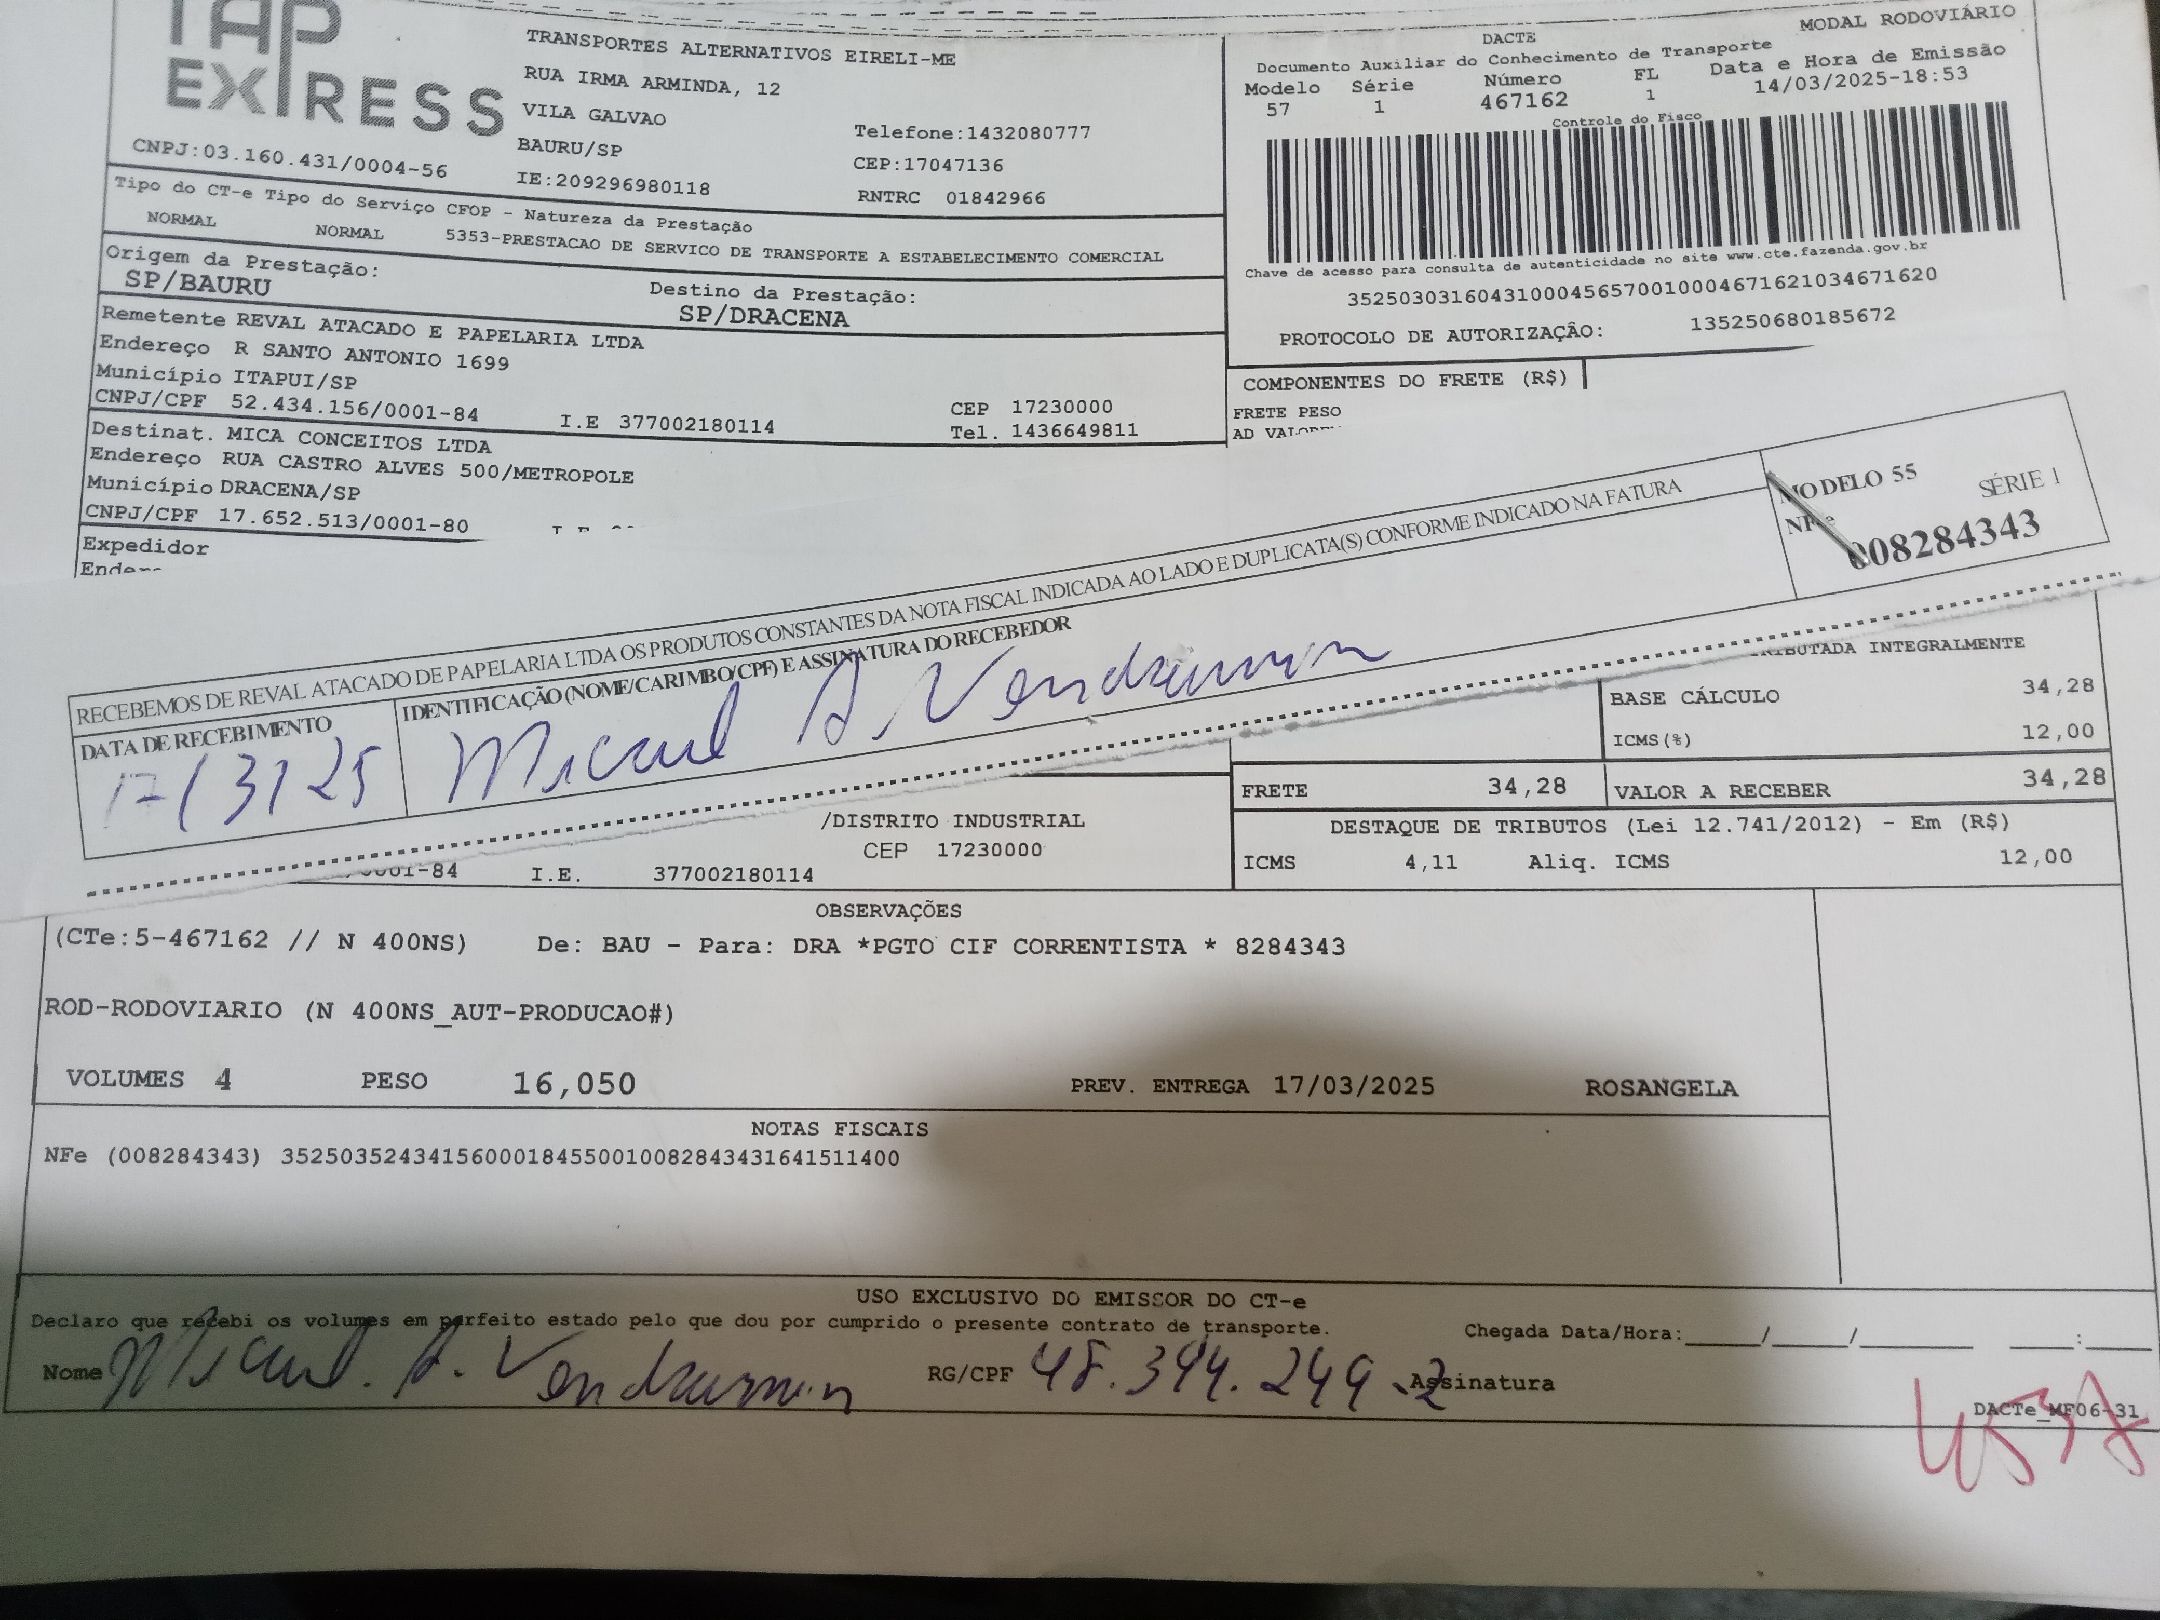 TAP
EXPRESS
TRANSPORTES ALTERNATIVOS EIRELI-ME
RUA IRMA ARMINDA, 12
VILA GALVAO
Telefone:1432080777
BAURU/SP
CEP:17047136
CNPJ:03.160.431/0004-56
IE:209296980118
RNTRC 01842966
DACTE
MODAL RODOVIÁRIO
Documento Auxiliar do Conhecimento de Transporte
Modelo Série Número FL Data e Hora de Emissão
57 1 467162 1 14/03/2025-18:53
Controle do Fisco
Chave de acesso para consulta de autenticidade no site www.cte.fazenda.gov.br
35250303160431000456570010004671621034671620
PROTOCOLO DE AUTORIZAÇÃO: 135250680185672
Tipo do CT-e Tipo do Serviço CFOP - Natureza da Prestação
NORMAL NORMAL 5353-PRESTACAO DE SERVICO DE TRANSPORTE A ESTABELECIMENTO COMERCIAL
Origem da Prestação: Destino da Prestação:
SP/BAURU SP/DRACENA
Remetente REVAL ATACADO E PAPELARIA LTDA
Endereço R SANTO ANTONIO 1699
Município ITAPUI/SP CEP 17230000
CNPJ/CPF 52.434.156/0001-84 I.E 377002180114 Tel. 1436649811
COMPONENTES DO FRETE (R$)
FRETE PESO
Destinat. MICA CONCEITOS LTDA
Endereço RUA CASTRO ALVES 500/METROPOLE
Município DRACENA/SP
CNPJ/CPF 17.652.513/0001-80
Expedidor
RECEBEMOS DE REVAL ATACADO DE PAPELARIA LTDA OS PRODUTOS CONSTANTES DA NOTA FISCAL INDICADA AO LADO E DUPLICATA(S) CONFORME INDICADO NA FATURA
MODELO 55 SÉRIE 1
NF-e
008284343
DATA DE RECEBIMENTO IDENTIFICAÇÃO (NOME/CARIMBO/CPF) E ASSINATURA DO RECEBEDOR
17/3/25 Micael A. Vendramin
TRIBUTADA INTEGRALMENTE
BASE CÁLCULO 34,28
ICMS(%) 12,00
FRETE 34,28 VALOR A RECEBER 34,28
DESTAQUE DE TRIBUTOS (Lei 12.741/2012) - Em (R$)
ICMS 4,11 Aliq. ICMS 12,00
/DISTRITO INDUSTRIAL
CEP 17230000
0001-84 I.E. 377002180114
OBSERVAÇÕES
(CTe:5-467162 // N 400NS) De: BAU - Para: DRA *PGTO CIF CORRENTISTA * 8284343
ROD-RODOVIARIO (N 400NS_AUT-PRODUCAO#)
VOLUMES 4 PESO 16,050 PREV. ENTREGA 17/03/2025 ROSANGELA
NOTAS FISCAIS
NFe (008284343) 35250352434156000184550010082843431641511400
USO EXCLUSIVO DO EMISSOR DO CT-e
Declaro que recebi os volumes em perfeito estado pelo que dou por cumprido o presente contrato de transporte. Chegada Data/Hora:_____/____/_______ ____:____
Nome Micael. A. Vendramin RG/CPF 48.394.249-2 Assinatura
DACTe_MF06-31